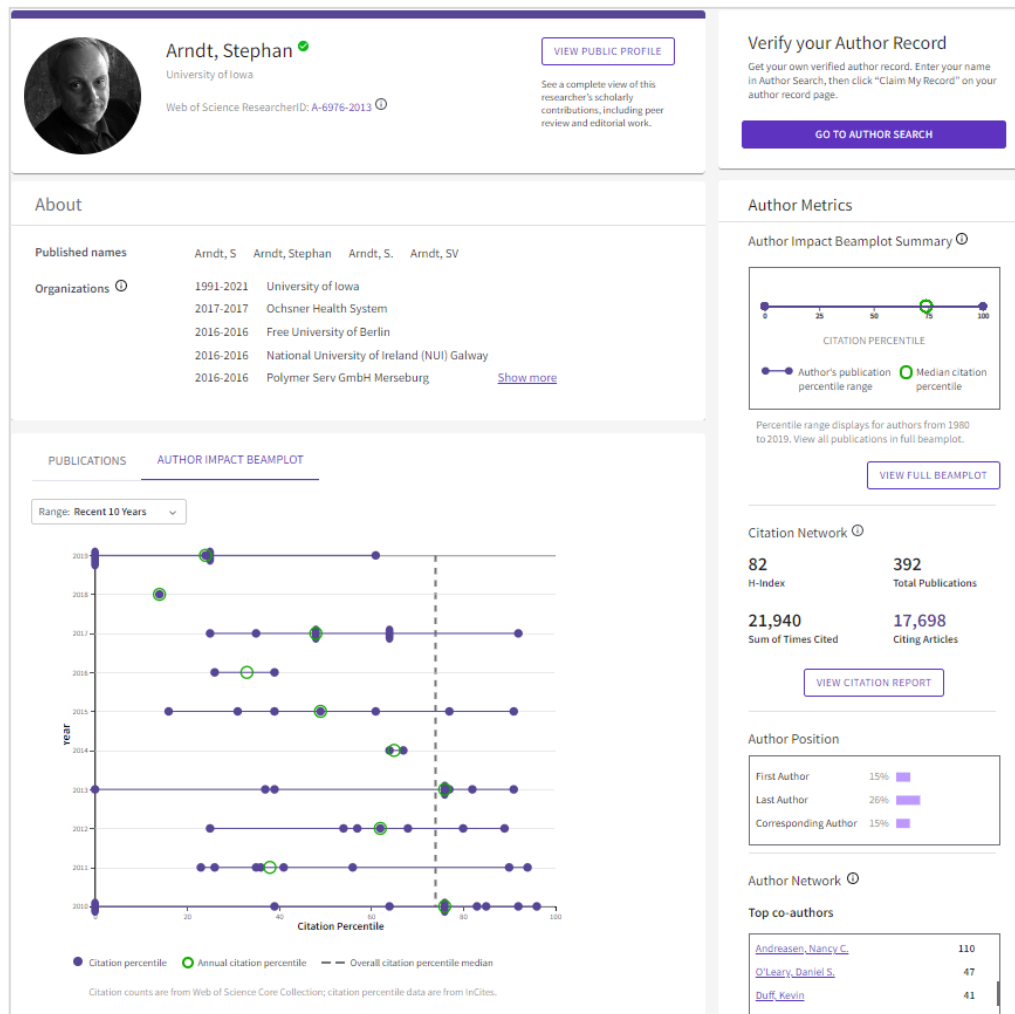 Arndt, Stephan
University of Iowa
Web of Science ResearcherID: A-6976-2013
VIEW PUBLIC PROFILE
See a complete view of this
researcher's scholarly
contributions, including peer
review and editorial work.
Verify your Author Record
Get your own verified author record. Enter your name
in Author Search, then click "Claim My Record" on your
author record page.
GO TO AUTHOR SEARCH
About
Published names Arndt, S Arndt, Stephan Arndt, S. Arndt, SV
Organizations 1991-2021 University of Iowa
2017-2017 Ochsner Health System
2016-2016 Free University of Berlin
2016-2016 National University of Ireland (NUI) Galway
2016-2016 Polymer Serv GmbH Merseburg Show more
PUBLICATIONS AUTHOR IMPACT BEAMPLOT
Range: Recent 10 Years
2019
2018
2017
2016
2015
2014
2013
2012
2011
2010
Year
0 20 40 60 80 100
Citation Percentile
Citation percentile Annual citation percentile Overall citation percentile median
Citation counts are from Web of Science Core Collection; citation percentile data are from InCites.
Author Metrics
Author Impact Beamplot Summary
0 25 50 75 100
CITATION PERCENTILE
Author's publication
percentile range
Median citation
percentile
Percentile range displays for authors from 1980
to 2019. View all publications in full beamplot.
VIEW FULL BEAMPLOT
Citation Network
82 392
H-Index Total Publications
21,940 17,698
Sum of Times Cited Citing Articles
VIEW CITATION REPORT
Author Position
First Author 15%
Last Author 26%
Corresponding Author 15%
Author Network
Top co-authors
Andreasen, Nancy C. 110
O'Leary, Daniel S. 47
Duff, Kevin 41